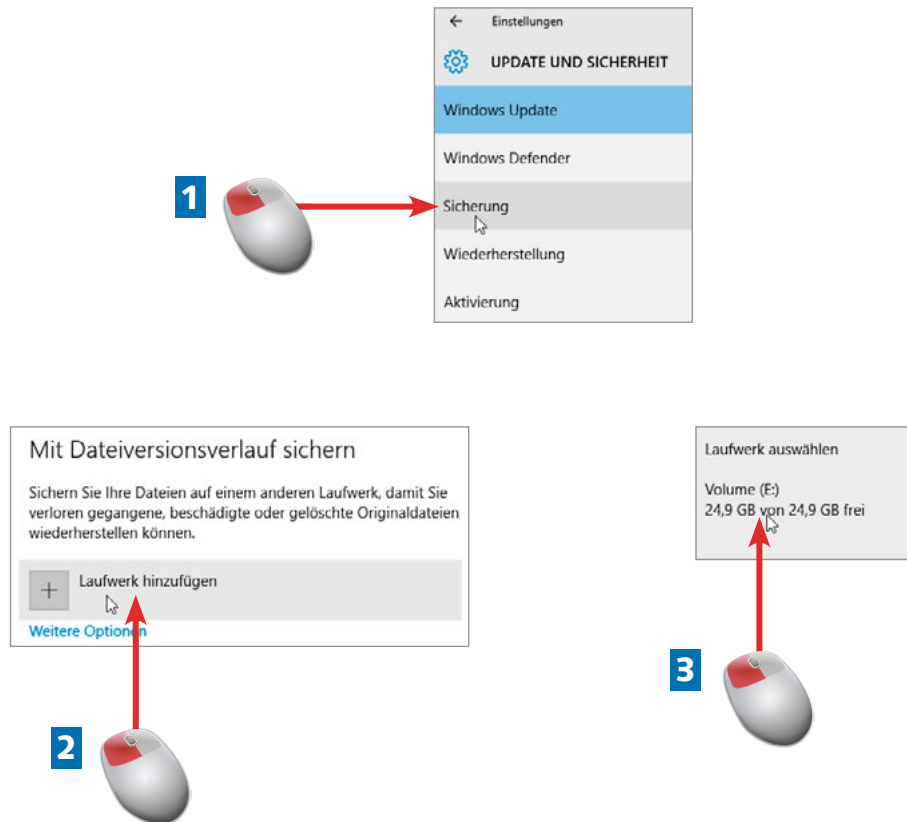 ← Einstellungen
UPDATE UND SICHERHEIT
Windows Update
Windows Defender
1
Sicherung
Wiederherstellung
Aktivierung
Mit Dateiversionsverlauf sichern
Sichern Sie Ihre Dateien auf einem anderen Laufwerk, damit Sie
verloren gegangene, beschädigte oder gelöschte Originaldateien
wiederherstellen können.
+ Laufwerk hinzufügen
Weitere Optionen
2
Laufwerk auswählen
Volume (E:)
24,9 GB von 24,9 GB frei
3